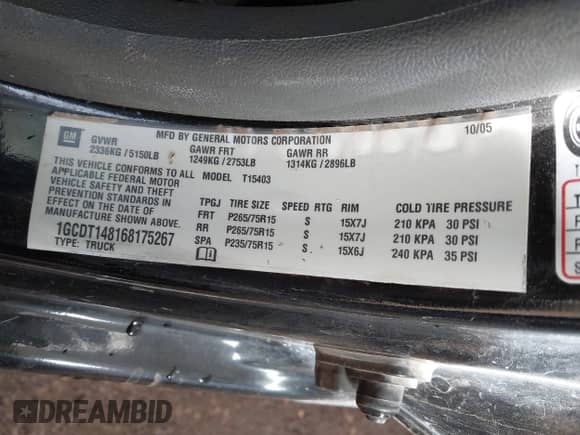 GM
MFD BY GENERAL MOTORS CORPORATION
10/05
GVWR
GAWR FRT
GAWR RR
2336KG / 5150LB
1249KG / 2753LB
1314KG / 2896LB
THIS VEHICLE CONFORMS TO ALL
MODEL T15403
APPLICABLE FEDERAL MOTOR
VEHICLE SAFETY AND THEFT
PREVENTION STANDARDS IN
EFFECT ON THE DATE OF
MANUFACTURE SHOWN ABOVE.
1GCDT148168175267
TYPE: TRUCK
TPGJ TIRE SIZE SPEED RTG RIM COLD TIRE PRESSURE
FRT P265/75R15 S 15X7J 210 KPA 30 PSI
RR P265/75R15 S 15X7J 210 KPA 30 PSI
SPA P235/75R15 S 15X6J 240 KPA 35 PSI
DREAMBID